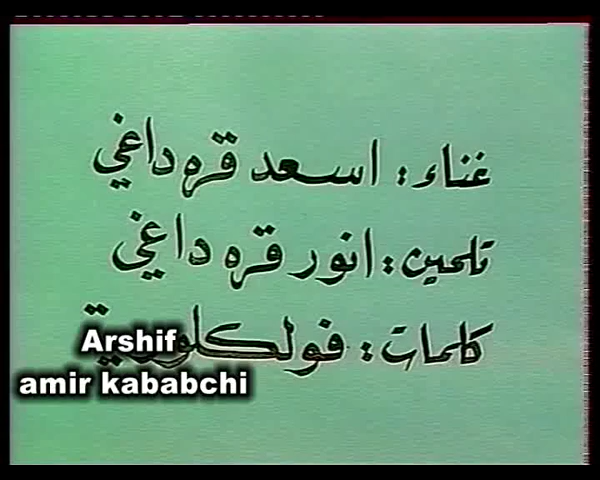 غناء : اسعد قره داغي
تلحين : انور قره داغي
كلمات : فولكلورية
Arshif
amir kababchi